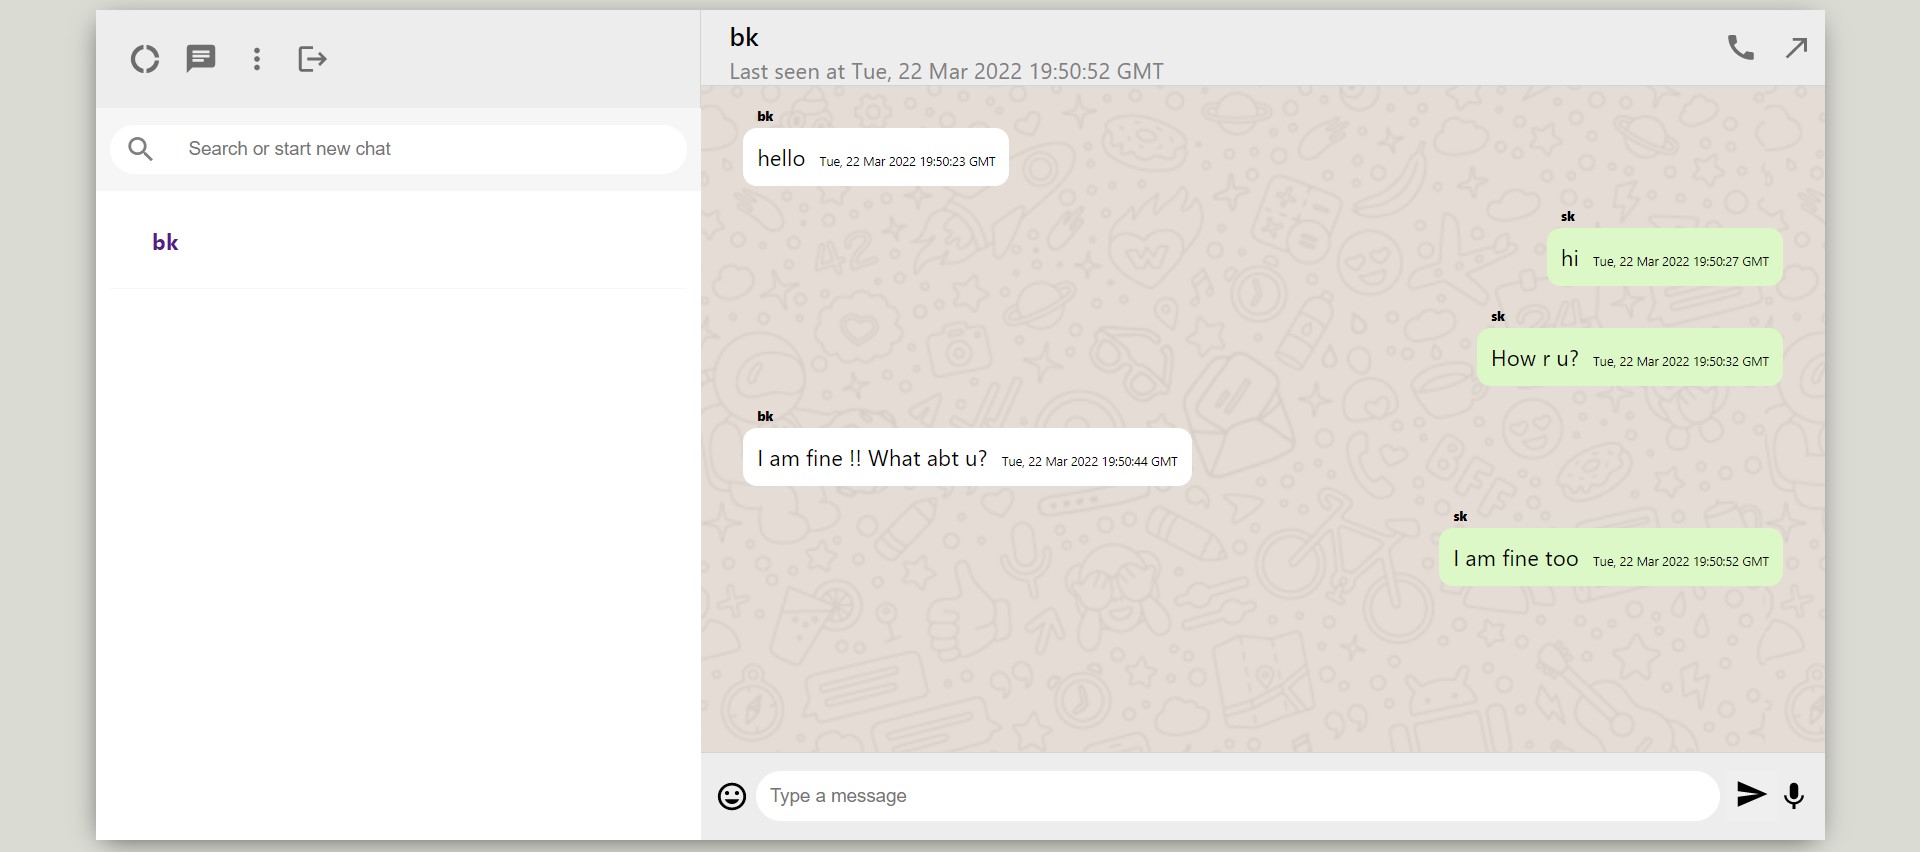 Search or start new chat
bk
bk
Last seen at Tue, 22 Mar 2022 19:50:52 GMT
bk
hello Tue, 22 Mar 2022 19:50:23 GMT
sk
hi Tue, 22 Mar 2022 19:50:27 GMT
sk
How r u? Tue, 22 Mar 2022 19:50:32 GMT
bk
I am fine !! What abt u? Tue, 22 Mar 2022 19:50:44 GMT
sk
I am fine too Tue, 22 Mar 2022 19:50:52 GMT
Type a message